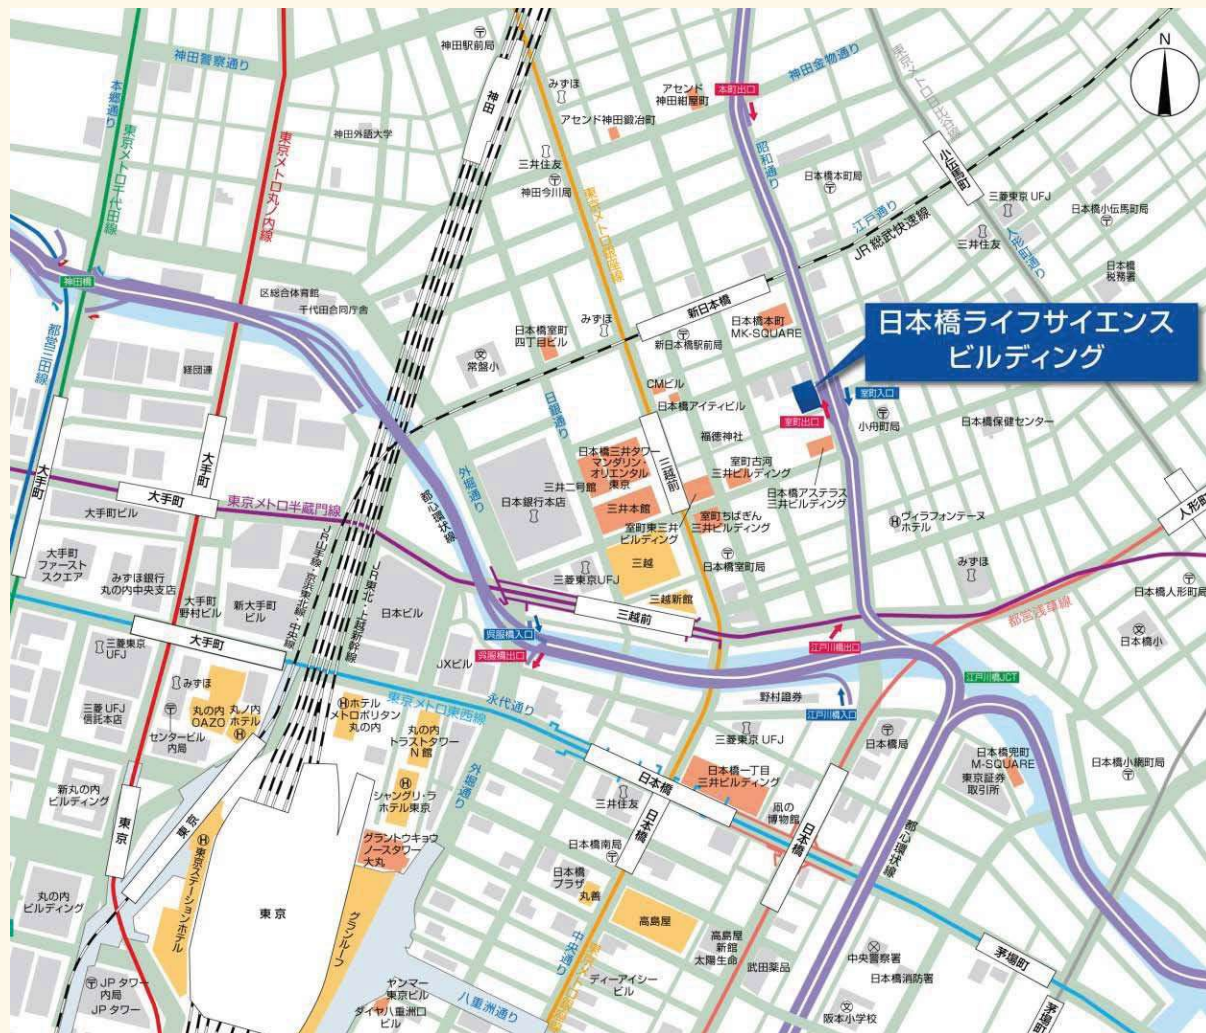 神田警察通り
神田駅前局
神田
みずほ
アセンド
神田紺屋町
本町出口
神田金物通り
東京メトロ日比谷線
N
本郷通り
東京メトロ千代田線
東京メトロ丸ノ内線
神田外語大学
アセンド神田鍛冶町
三井住友
神田今川局
昭和通り
日本橋本町局
小伝馬町
三菱東京UFJ
日本橋小伝馬町局
三井住友
人形町通り
日本橋
税務署
江戸通り
JR総武快速線
東京メトロ銀座線
神田橋
都営三田線
区総合体育館
千代田合同庁舎
日本橋室町
四丁目ビル
みずほ
新日本橋
新日本橋駅前局
日本橋本町
MK-SQUARE
日本橋ライフサイエンス
ビルディング
経団連
常盤小
日銀通り
CMビル
日本橋アイティビル
室町入口
室町出口
小舟町局
日本橋保健センター
大手町
大手町
大手町
大手町ビル
東京メトロ半蔵門線
都心環状線
外堀通り
日本銀行本店
日本橋三井タワー
マンダリン・
オリエンタル
東京
三井二号館
三井本館
三越前
福徳神社
室町古河
三井ビルディング
日本橋アステラス
三井ビルディング
室町東三井
ビルディング
室町ちばぎん
三井ビルディング
ヴィラフォンテーヌ
ホテル
人形町
大手町
ファースト
スクエア
みずほ銀行
丸の内中央支店
大手町
野村ビル
新大手町
ビル
JR山手線・京浜東北線・中央線
JR東北・上越新幹線
日本ビル
三菱東京UFJ
三越
三越新館
日本橋室町局
みずほ
日本橋人形町局
三越前
都営浅草線
日本橋小
三菱東京
UFJ
大手町
呉服橋入口
呉服橋出口
JXビル
江戸川橋出口
江戸川橋JCT
みずほ
三菱UFJ
信託本店
センタービル
内局
丸の内
OAZO
丸ノ内
ホテル
ホテル
メトロポリタン
丸の内
永代通り
東京メトロ東西線
丸の内
トラストタワー
N館
野村證券
江戸川橋入口
三菱東京UFJ
日本橋局
日本橋兜町
M-SQUARE
東京証券
取引所
日本橋小網町局
新丸の内
ビルディング
東京
東京
シャングリ・ラ
ホテル東京
外堀通り
日本橋
三井住友
日本橋一丁目
三井ビルディング
凧の
博物館
日本橋
日本橋
都心環状線
グラントウキョウ
ノースタワー
大丸
東京ステーションホテル
日本橋南局
日本橋
プラザ
丸善
丸の内
ビルディング
東京
グランルーフ
高島屋
高島屋
新館
太陽生命
武田薬品
中央警察署
日本橋消防署
茅場町
茅場町
中央通り
東京メトロ銀座線
ディーアイシー
ビル
JPタワー
内局
JPタワー
ヤンマー
東京ビル
ダイヤ八重洲口
ビル
八重洲通り
阪本小学校